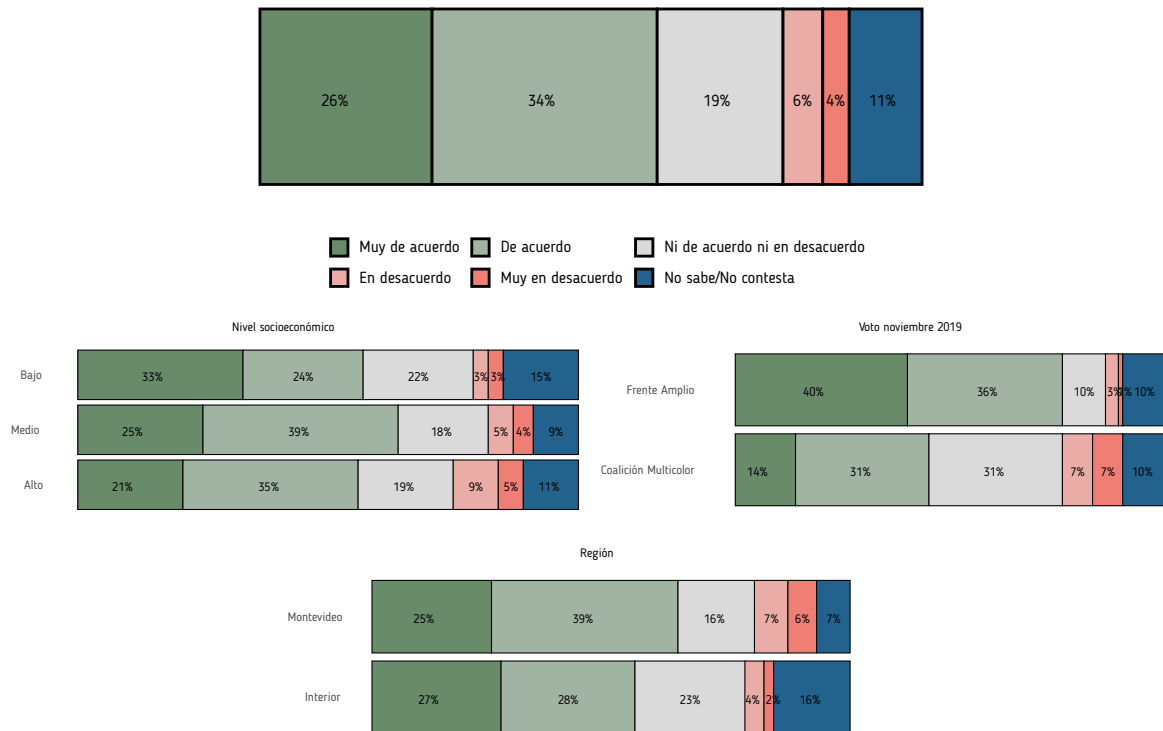 26% 34% 19% 6% 4% 11%
Muy de acuerdo De acuerdo Ni de acuerdo ni en desacuerdo
En desacuerdo Muy en desacuerdo No sabe/No contesta
Nivel socioeconómico
Bajo 33% 24% 22% 3% 3% 15%
Medio 25% 39% 18% 5% 4% 9%
Alto 21% 35% 19% 9% 5% 11%
Voto noviembre 2019
Frente Amplio 40% 36% 10% 3% 1% 10%
Coalición Multicolor 14% 31% 31% 7% 7% 10%
Región
Montevideo 25% 39% 16% 7% 6% 7%
Interior 27% 28% 23% 4% 2% 16%